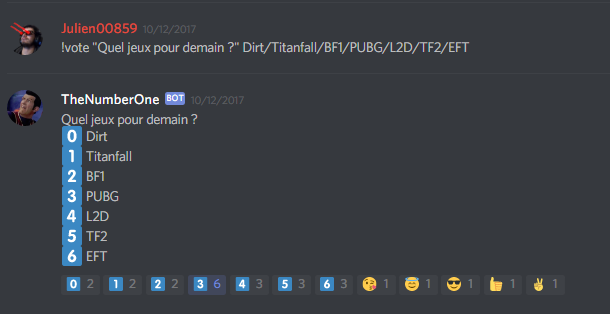 Julien00859 10/12/2017
!vote "Quel jeux pour demain ?" Dirt/Titanfall/BF1/PUBG/L2D/TF2/EFT
TheNumberOne BOT 10/12/2017
Quel jeux pour demain ?
0 Dirt
1 Titanfall
2 BF1
3 PUBG
4 L2D
5 TF2
6 EFT
0 2 1 2 2 2 3 6 4 3 5 3 6 3 1 1 1 1 1